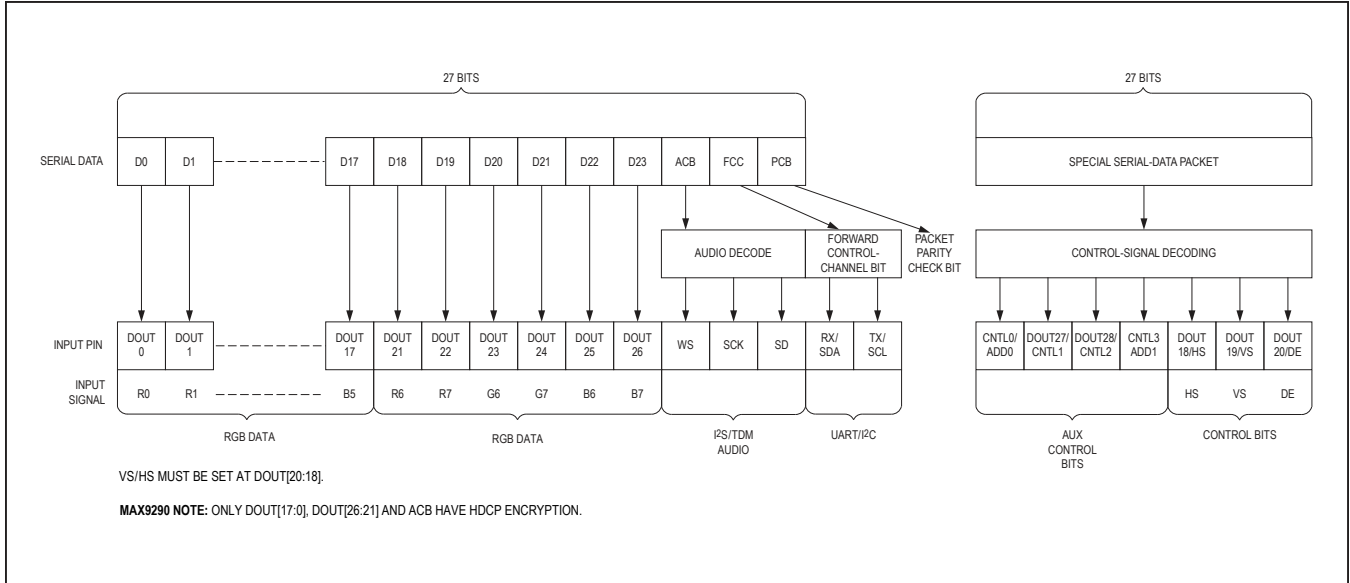 27 BITS
27 BITS
SERIAL DATA D0 D1 D17 D18 D19 D20 D21 D22 D23 ACB FCC PCB SPECIAL SERIAL-DATA PACKET
AUDIO DECODE
FORWARD
CONTROL-
CHANNEL BIT
PACKET
PARITY
CHECK BIT
CONTROL-SIGNAL DECODING
INPUT PIN
DOUT
0
DOUT
1
DOUT
17
DOUT
21
DOUT
22
DOUT
23
DOUT
24
DOUT
25
DOUT
26
WS
SCK
SD
RX/
SDA
TX/
SCL
CNTL0/
ADD0
DOUT27/
CNTL1
DOUT28/
CNTL2
CNTL3
ADD1
DOUT
18/HS
DOUT
19/VS
DOUT
20/DE
INPUT
SIGNAL
R0 R1 B5 R6 R7 G6 G7 B6 B7 HS VS DE
RGB DATA
RGB DATA
I²S/TDM
AUDIO
UART/I²C
AUX
CONTROL
BITS
CONTROL BITS
VS/HS MUST BE SET AT DOUT[20:18].
MAX9290 NOTE: ONLY DOUT[17:0], DOUT[26:21] AND ACB HAVE HDCP ENCRYPTION.